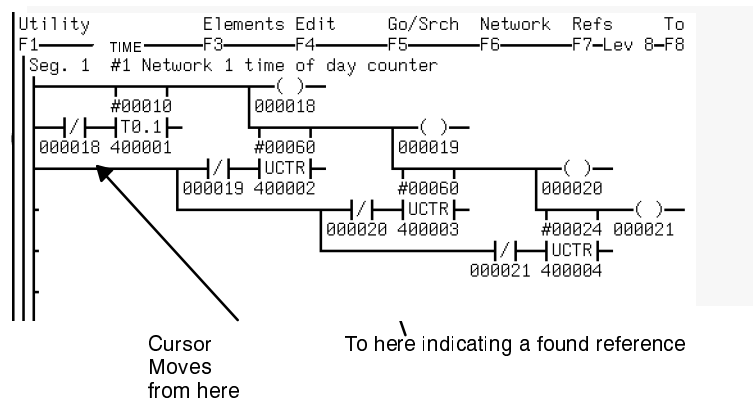 Utility Elements Edit Go/Srch Network Refs To
F1 TIME F3 F4 F5 F6 F7 Lev 8 F8
Seg. 1 #1 Network 1 time of day counter
( )
#00010 000018
/ T0.1 ( )
000018 400001 #00060 000019
/ UCTR ( )
000019 400002 #00060 000020
/ UCTR ( )
000020 400003 #00024 000021
/ UCTR
000021 400004
Cursor
Moves
from here
To here indicating a found reference